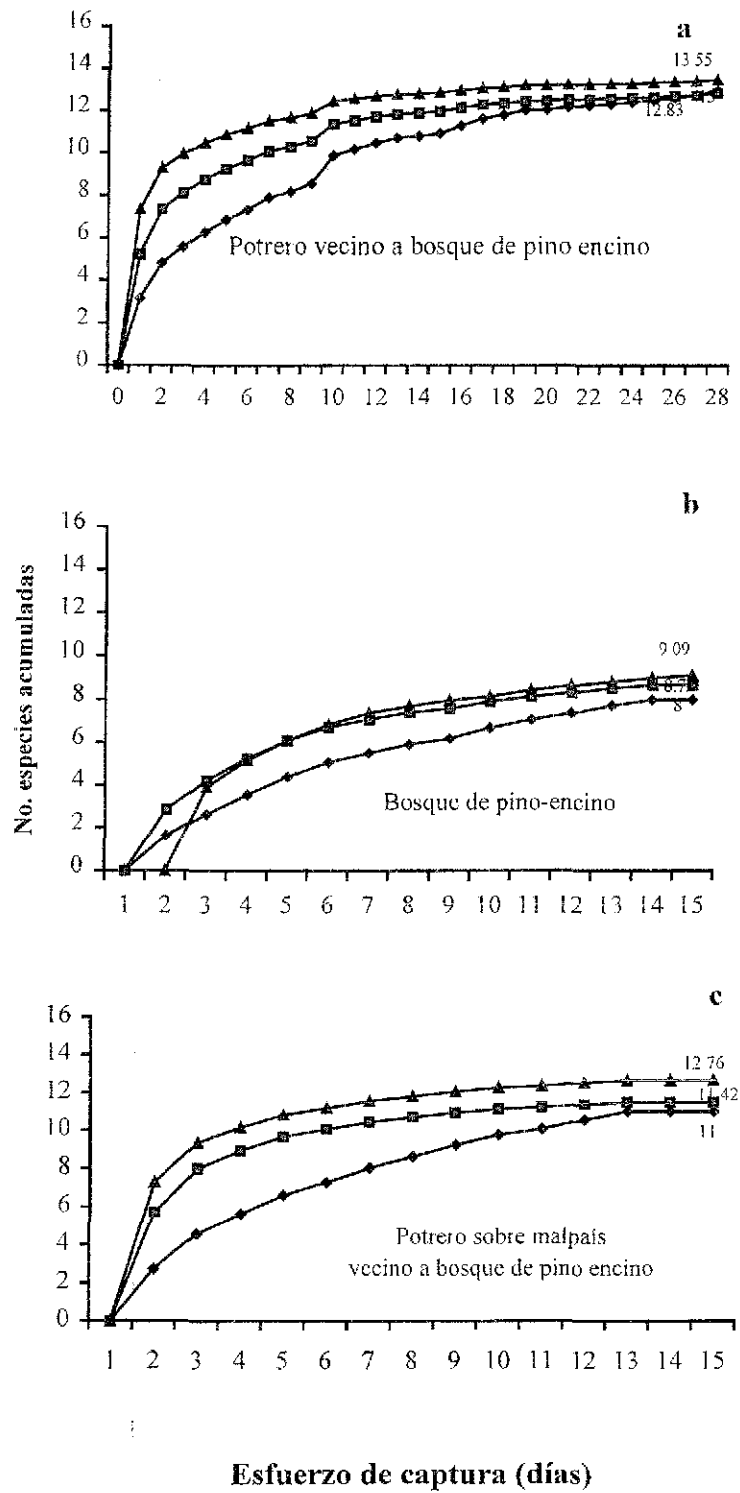 a
16
14
12
10
8
6
4
2
0
13 55
12.83
Potrero vecino a bosque de pino encino
0 2 4 6 8 10 12 14 16 18 20 22 24 26 28
b
No. especies acumuladas
16
14
12
10
8
6
4
2
0
9 09
8
Bosque de pino-encino
1 2 3 4 5 6 7 8 9 10 11 12 13 14 15
c
16
14
12
10
8
6
4
2
0
12 76
11.42
11
Potrero sobre malpaís
vecino a bosque de pino encino
1 2 3 4 5 6 7 8 9 10 11 12 13 14 15
Esfuerzo de captura (días)